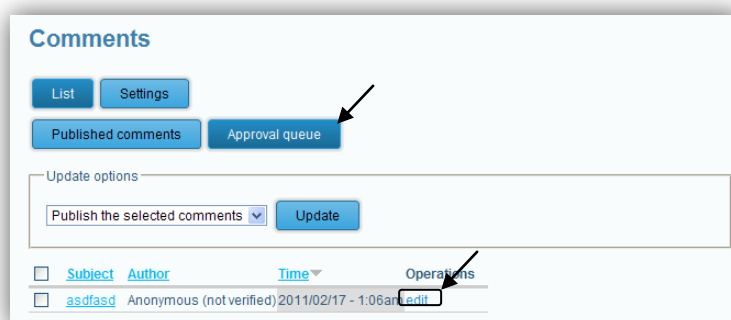 Comments
List Settings
Published comments Approval queue
Update options
Publish the selected comments Update
Subject Author Time Operations
asdfasd Anonymous (not verified) 2011/02/17 - 1:06am edit